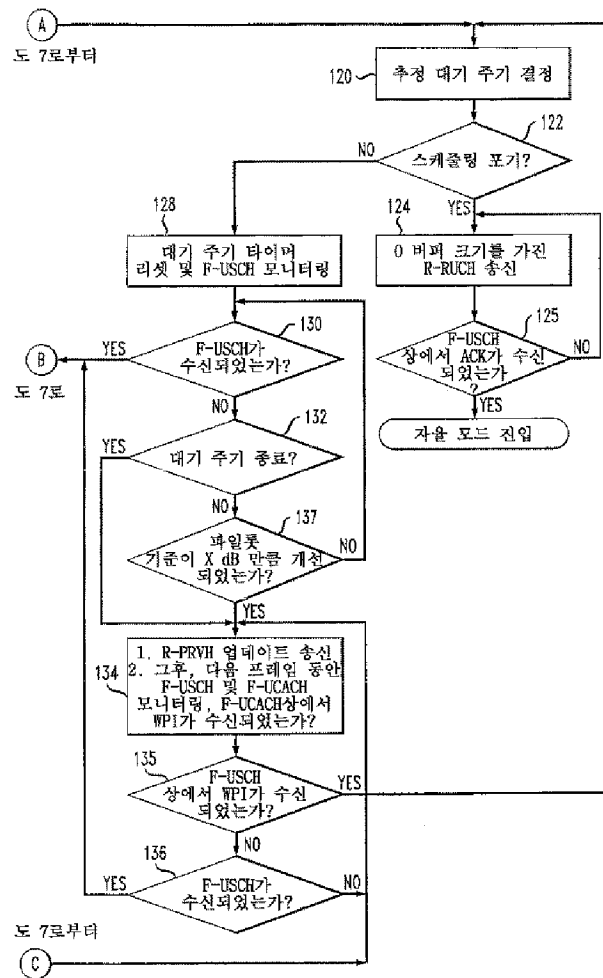 A
도 7로부터
120
추정 대기 주기 결정
122
스케줄링 포기?
NO
YES
128
대기 주기 타이머
리셋 및 F-USCH 모니터링
124
0 버퍼 크기를 가진
R-RUCH 송신
130
F-USCH가
수신되었는가?
YES
NO
B
도 7로
125
F-USCH
상에서 ACK가 수신
되었는가
?
NO
YES
자율 모드 진입
132
대기 주기 종료?
YES
NO
137
파일롯
기준이 X dB 만큼 개선
되었는가?
NO
YES
134
1. R-PRVH 업데이트 송신
2. 그후, 다음 프레임 동안
F-USCH 및 F-UCACH
모니터링, F-UCACH상에서
WPI가 수신되었는가?
135
F-USCH
상에서 WPI가 수신
되었는가?
YES
NO
136
F-USCH가
수신되었는가?
YES
NO
도 7로부터
C